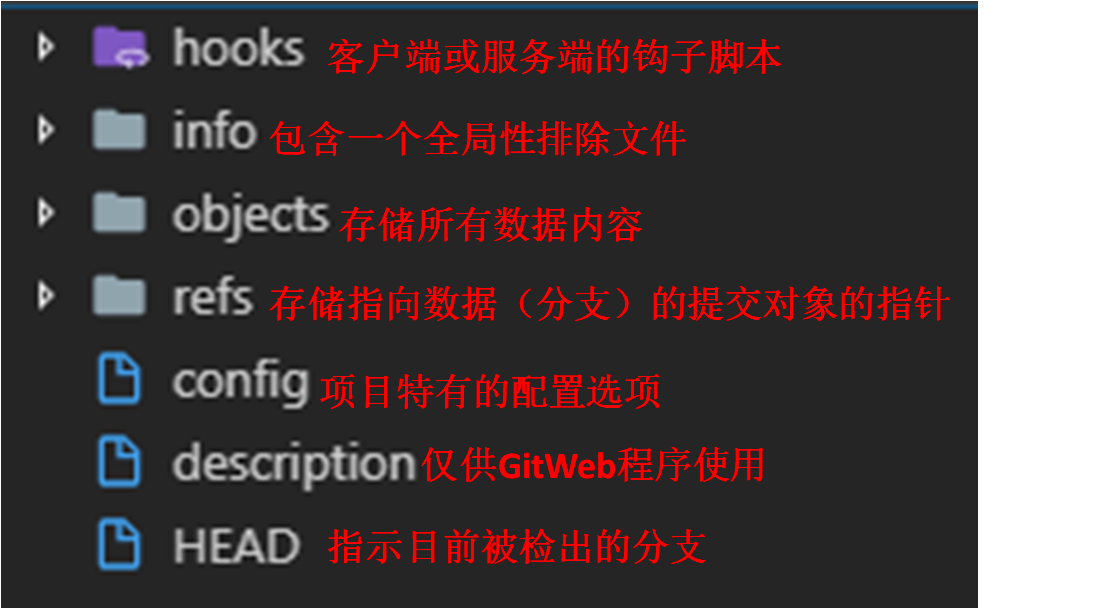 hooks 客户端或服务端的钩子脚本
info 包含一个全局性排除文件
objects 存储所有数据内容
refs 存储指向数据（分支）的提交对象的指针
config 项目特有的配置选项
description 仅供GitWeb程序使用
HEAD 指示目前被检出的分支